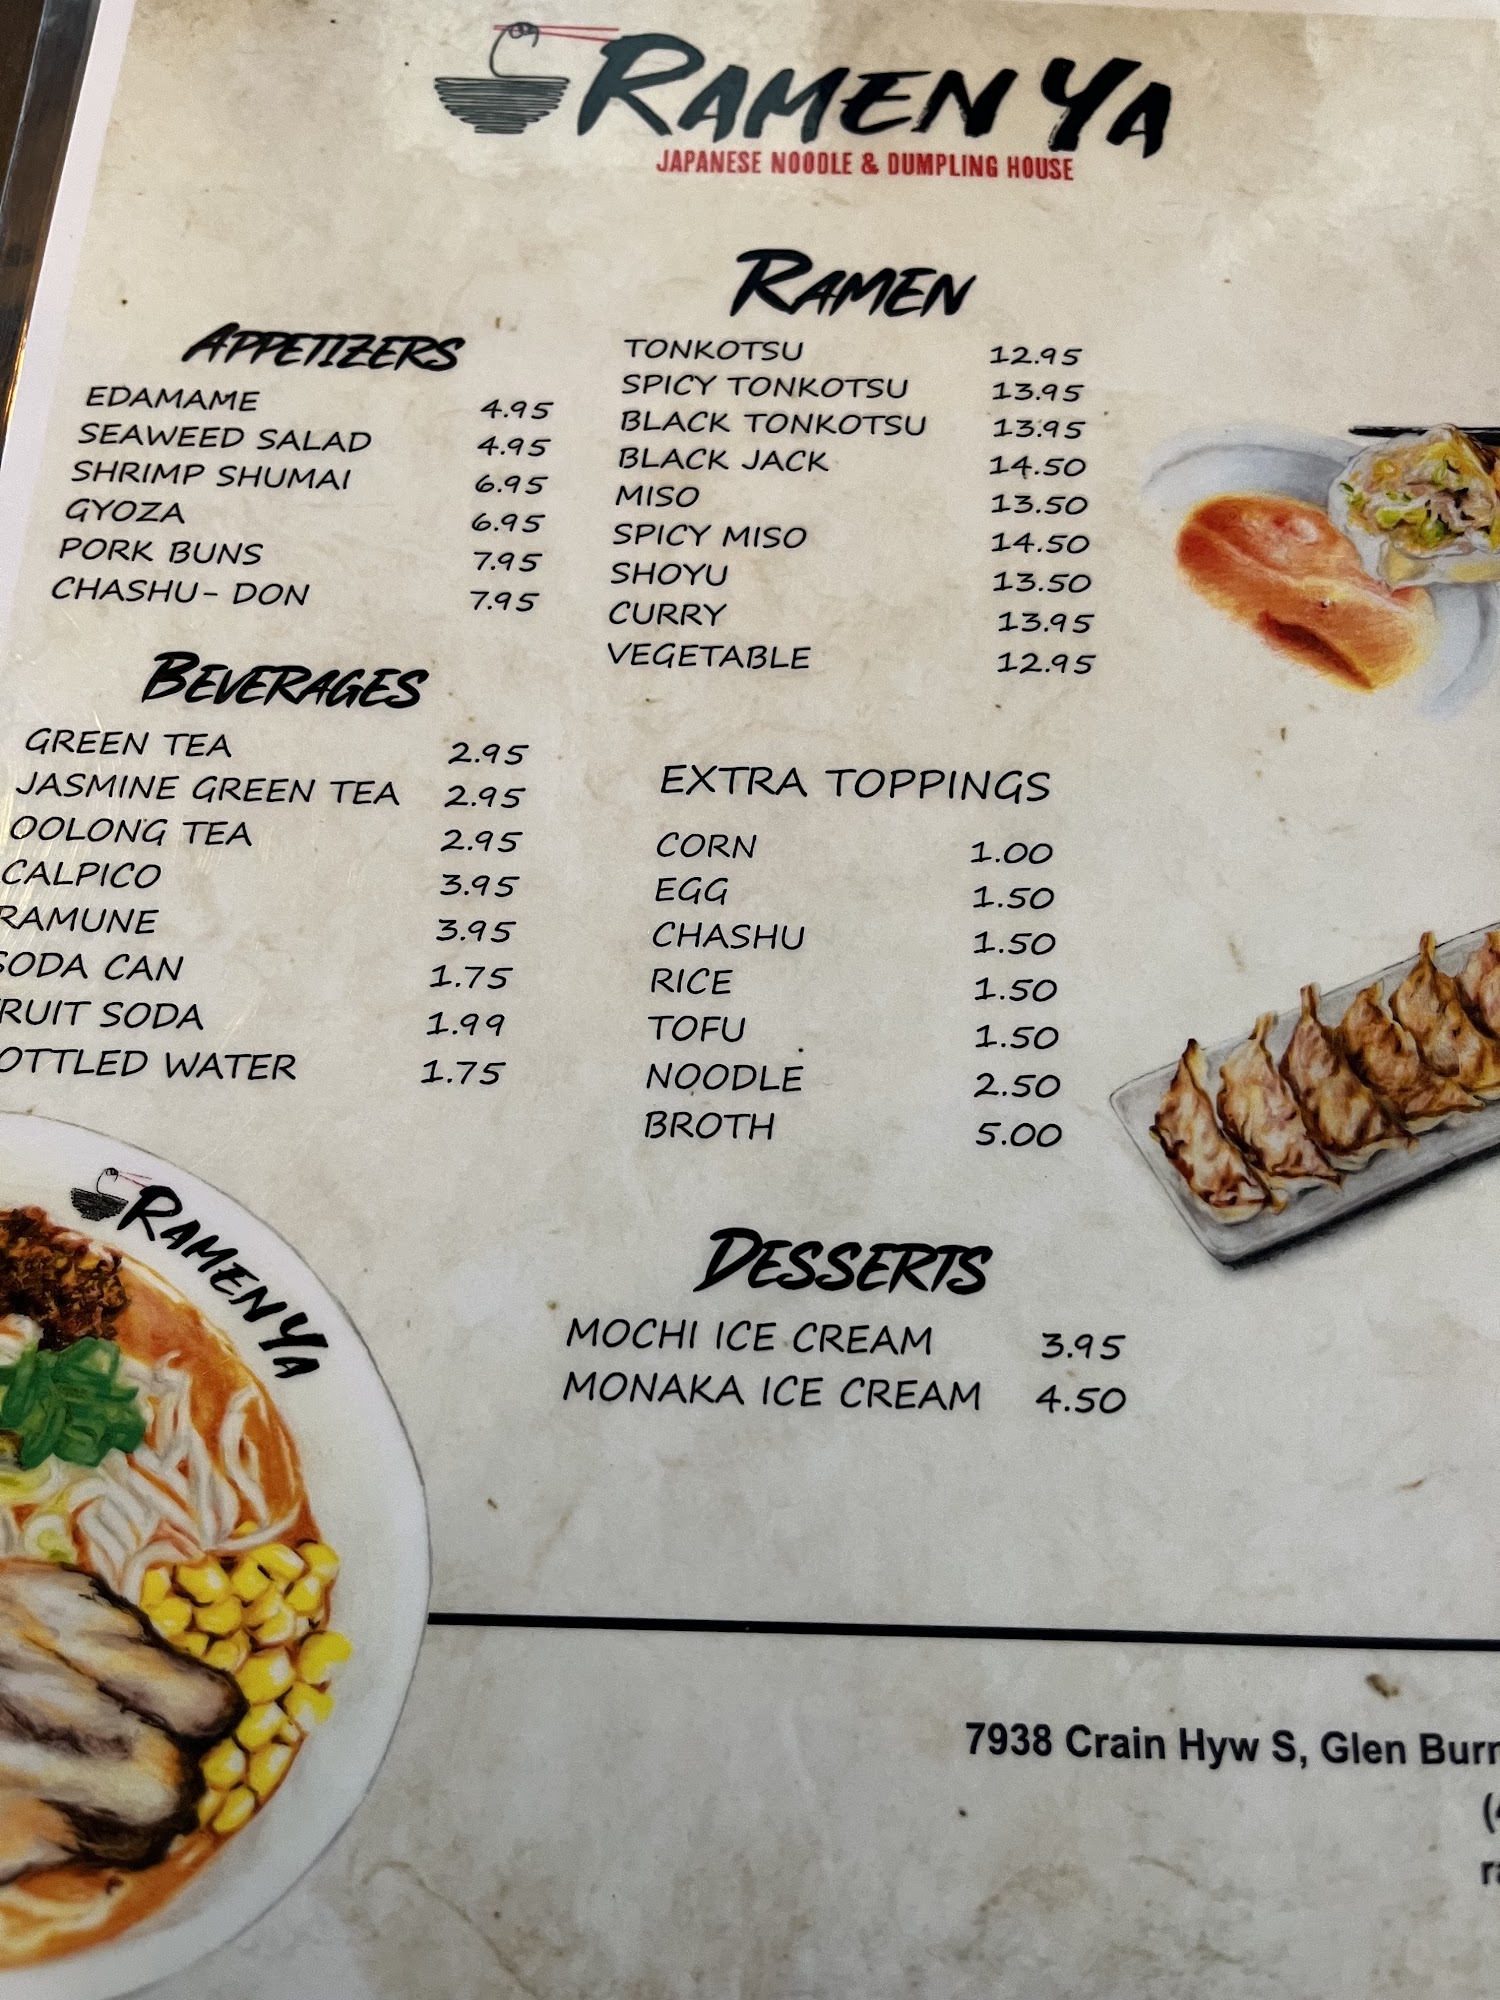 RAMEN YA
JAPANESE NOODLE & DUMPLING HOUSE
APPETIZERS
EDAMAME 4.95
SEAWEED SALAD 4.95
SHRIMP SHUMAI 6.95
GYOZA 6.95
PORK BUNS 7.95
CHASHU- DON 7.95
BEVERAGES
GREEN TEA 2.95
JASMINE GREEN TEA 2.95
OOLONG TEA 2.95
CALPICO 3.95
RAMUNE 3.95
SODA CAN 1.75
RUIT SODA 1.99
OTTLED WATER 1.75
RAMEN
TONKOTSU 12.95
SPICY TONKOTSU 13.95
BLACK TONKOTSU 13.95
BLACK JACK 14.50
MISO 13.50
SPICY MISO 14.50
SHOYU 13.50
CURRY 13.95
VEGETABLE 12.95
EXTRA TOPPINGS
CORN 1.00
EGG 1.50
CHASHU 1.50
RICE 1.50
TOFU 1.50
NOODLE 2.50
BROTH 5.00
DESSERTS
MOCHI ICE CREAM 3.95
MONAKA ICE CREAM 4.50
RAMEN YA
7938 Crain Hyw S, Glen Burn